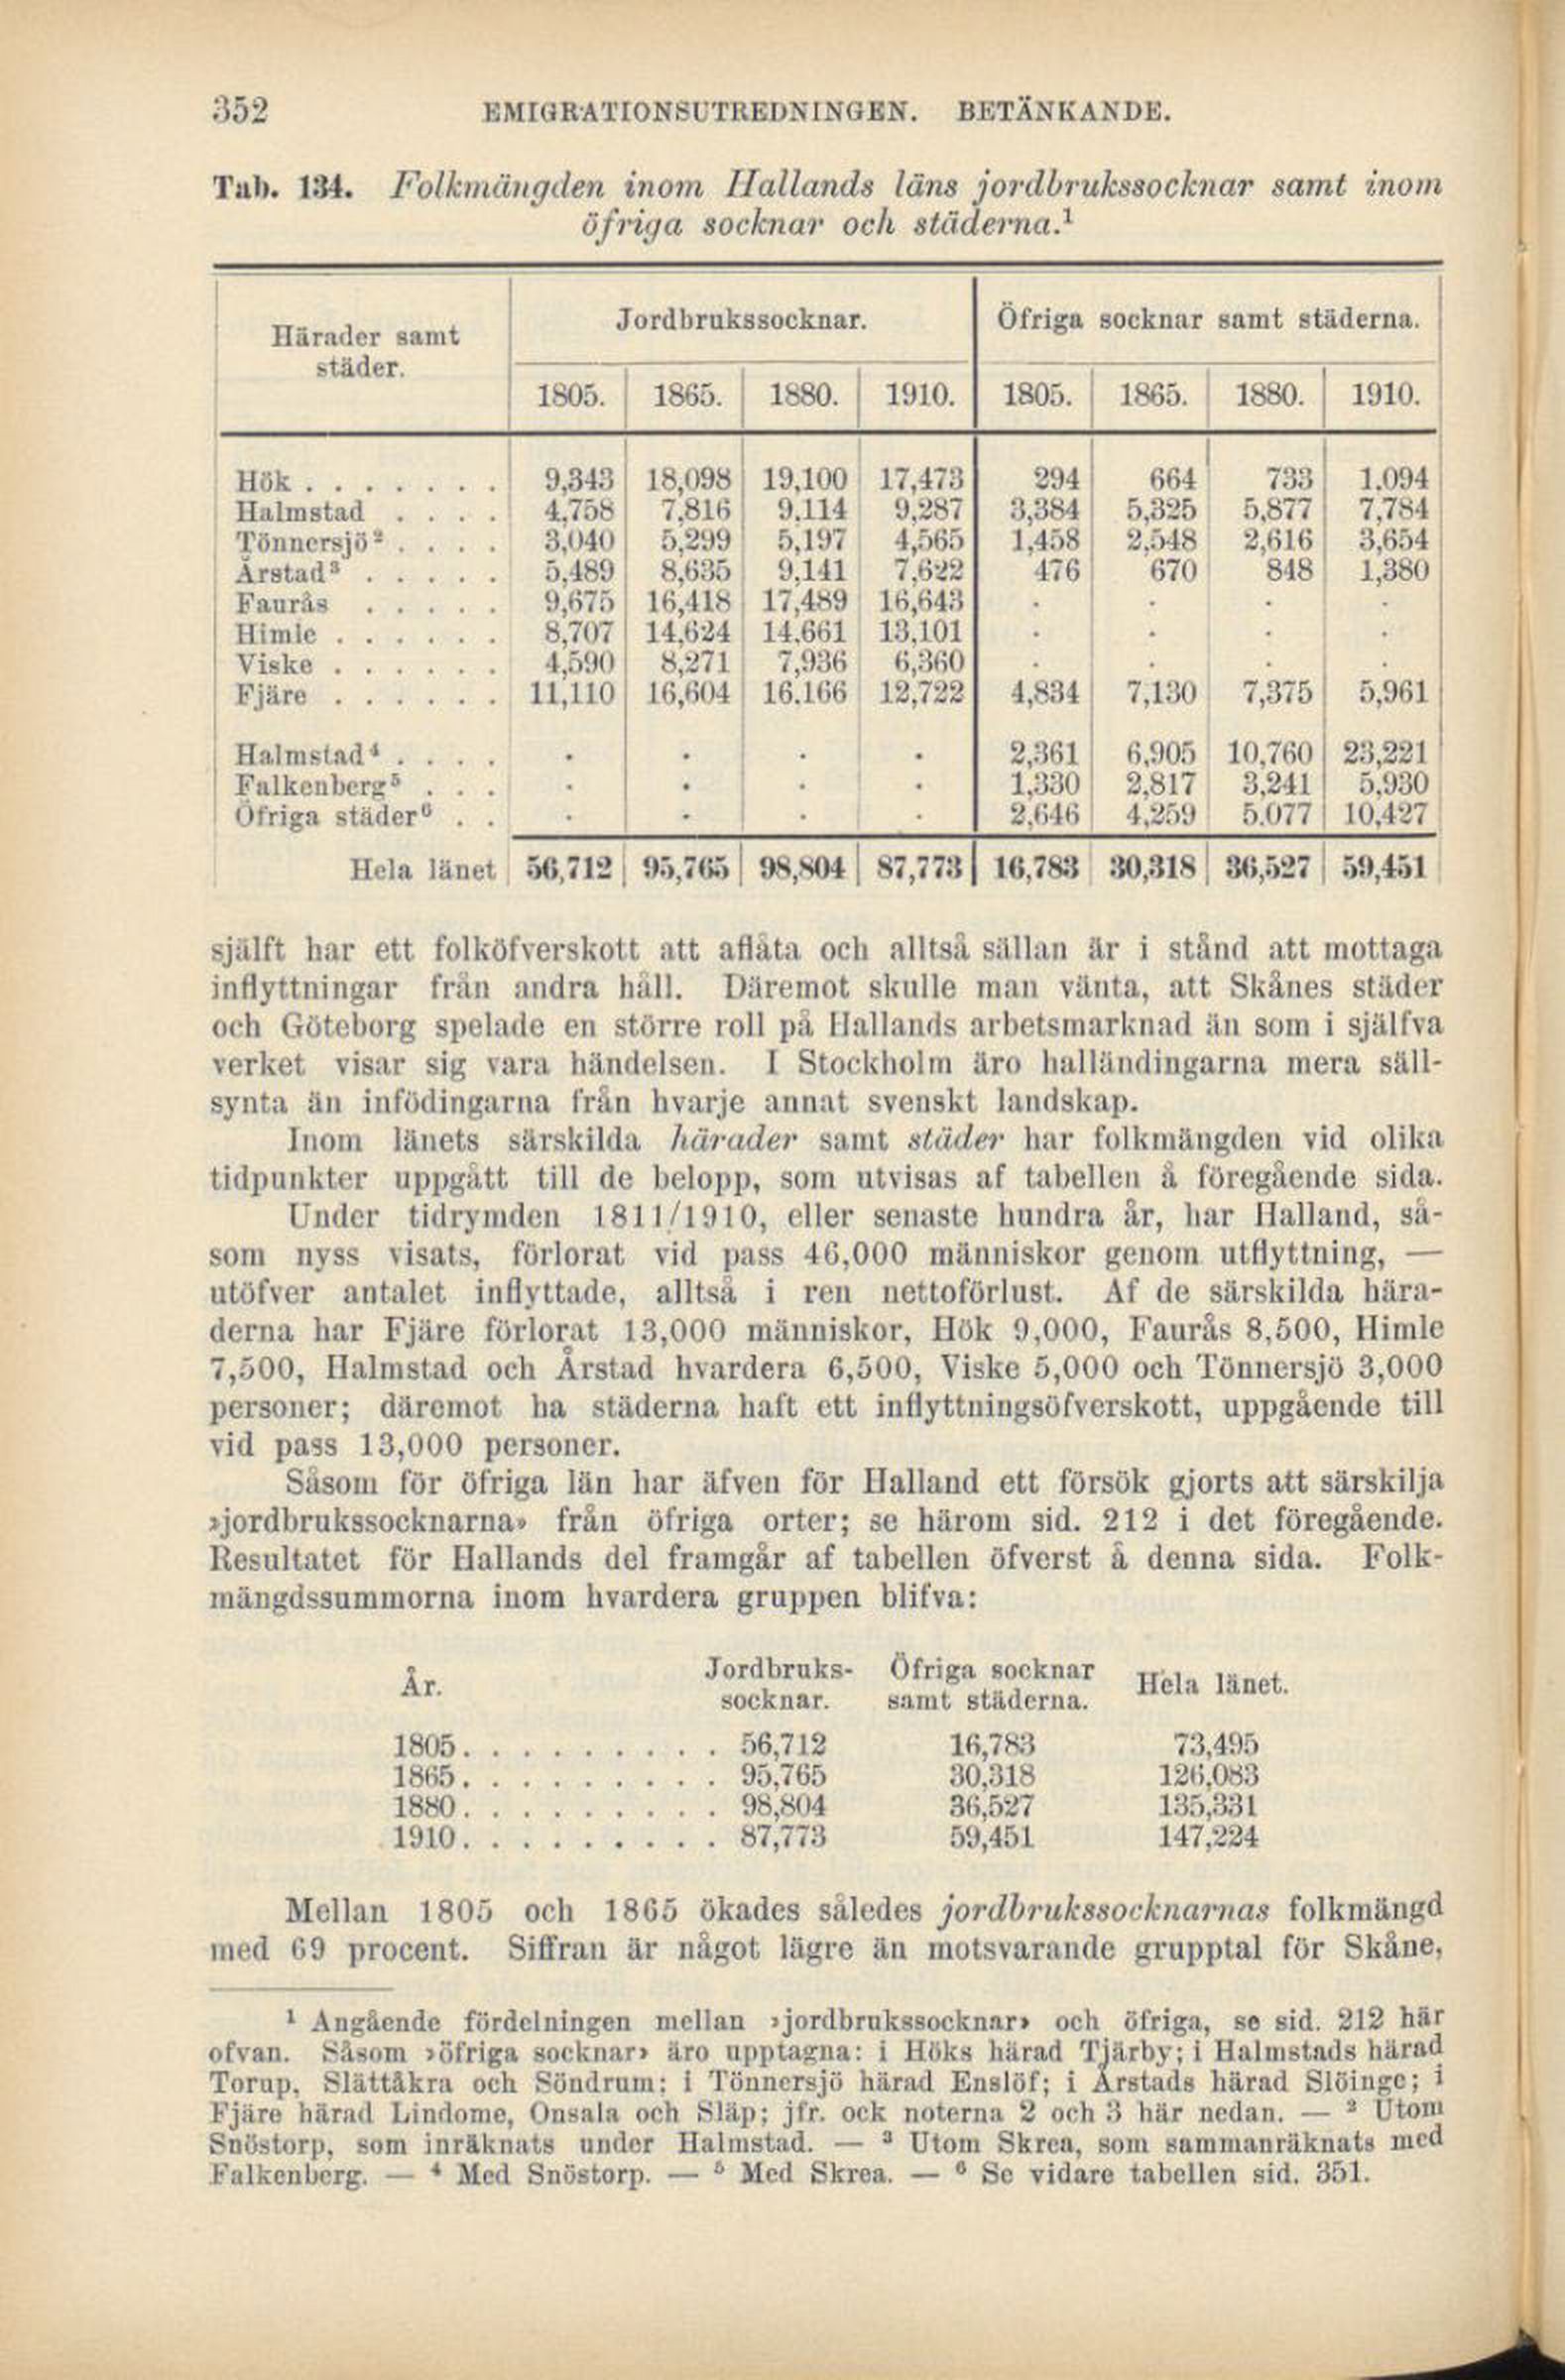 352 EMIGRATIONSUTREDNINGEN. BETÄNKANDE.
Tab. 134. Folkmängden inom Hallands läns jordbrukssocknar samt inom
öfriga socknar och städerna.¹
Härader samt städer. Jordbrukssocknar. Öfriga socknar samt städerna.
1805. 1865. 1880. 1910. 1805. 1865. 1880. 1910.
Hök . . . . . . . 9,343 18,098 19,100 17,473 294 664 733 1,094
Halmstad . . . . 4,758 7,816 9,114 9,287 3,384 5,325 5,877 7,784
Tönnersjö² . . . . 3,040 5,299 5,197 4,565 1,458 2,548 2,616 3,654
Årstad³ . . . . . 5,489 8,635 9,141 7,622 476 670 848 1,380
Faurås . . . . . 9,675 16,418 17,489 16,643 . . . .
Himle . . . . . . 8,707 14,624 14,661 13,101 . . . .
Viske . . . . . . 4,590 8,271 7,936 6,360 . . . .
Fjäre . . . . . . 11,110 16,604 16,166 12,722 4,834 7,130 7,375 5,961
Halmstad⁴ . . . . . . . . 2,361 6,905 10,760 23,221
Falkenberg⁵ . . . . . . . 1,330 2,817 3,241 5,930
Öfriga städer⁶ . . . . . . 2,646 4,259 5,077 10,427
Hela länet 56,712 95,765 98,804 87,773 16,783 30,318 36,527 59,451
själft har ett folköfverskott att aflåta och alltså sällan är i stånd att mottaga
inflyttningar från andra håll. Däremot skulle man vänta, att Skånes städer
och Göteborg spelade en större roll på Hallands arbetsmarknad än som i själfva
verket visar sig vara händelsen. I Stockholm äro halländingarna mera säll-
synta än infödingarna från hvarje annat svenskt landskap.
Inom länets särskilda härader samt städer har folkmängden vid olika
tidpunkter uppgått till de belopp, som utvisas af tabellen å föregående sida.
Under tidrymden 1811/1910, eller senaste hundra år, har Halland, så-
som nyss visats, förlorat vid pass 46,000 människor genom utflyttning, —
utöfver antalet inflyttade, alltså i ren nettoförlust. Af de särskilda hära-
derna har Fjäre förlorat 13,000 människor, Hök 9,000, Faurås 8,500, Himle
7,500, Halmstad och Årstad hvardera 6,500, Viske 5,000 och Tönnersjö 3,000
personer; däremot ha städerna haft ett inflyttningsöfverskott, uppgående till
vid pass 13,000 personer.
Såsom för öfriga län har äfven för Halland ett försök gjorts att särskilja
»jordbrukssocknarna» från öfriga orter; se härom sid. 212 i det föregående.
Resultatet för Hallands del framgår af tabellen öfverst å denna sida. Folk-
mängdssummorna inom hvardera gruppen blifva:
År. Jordbruks- socknar. Öfriga socknar samt städerna. Hela länet.
1805. . . . . . . . . . 56,712 16,783 73,495
1865. . . . . . . . . . 95,765 30,318 126,083
1880. . . . . . . . . . 98,804 36,527 135,331
1910. . . . . . . . . . 87,773 59,451 147,224
Mellan 1805 och 1865 ökades således jordbrukssocknarnas folkmängd
med 69 procent. Siffran är något lägre än motsvarande grupptal för Skåne,
¹ Angående fördelningen mellan »jordbrukssocknar» och öfriga, se sid. 212 här
ofvan. Såsom »öfriga socknar» äro upptagna: i Höks härad Tjärby; i Halmstads härad
Torup, Slättåkra och Söndrum; i Tönnersjö härad Enslöf; i Årstads härad Slöinge; i
Fjäre härad Lindome, Onsala och Släp; jfr. ock noterna 2 och 3 här nedan. — ² Utom
Snöstorp, som inräknats under Halmstad. — ³ Utom Skrea, som sammanräknats med
Falkenberg. — ⁴ Med Snöstorp. — ⁵ Med Skrea. — ⁶ Se vidare tabellen sid. 351.